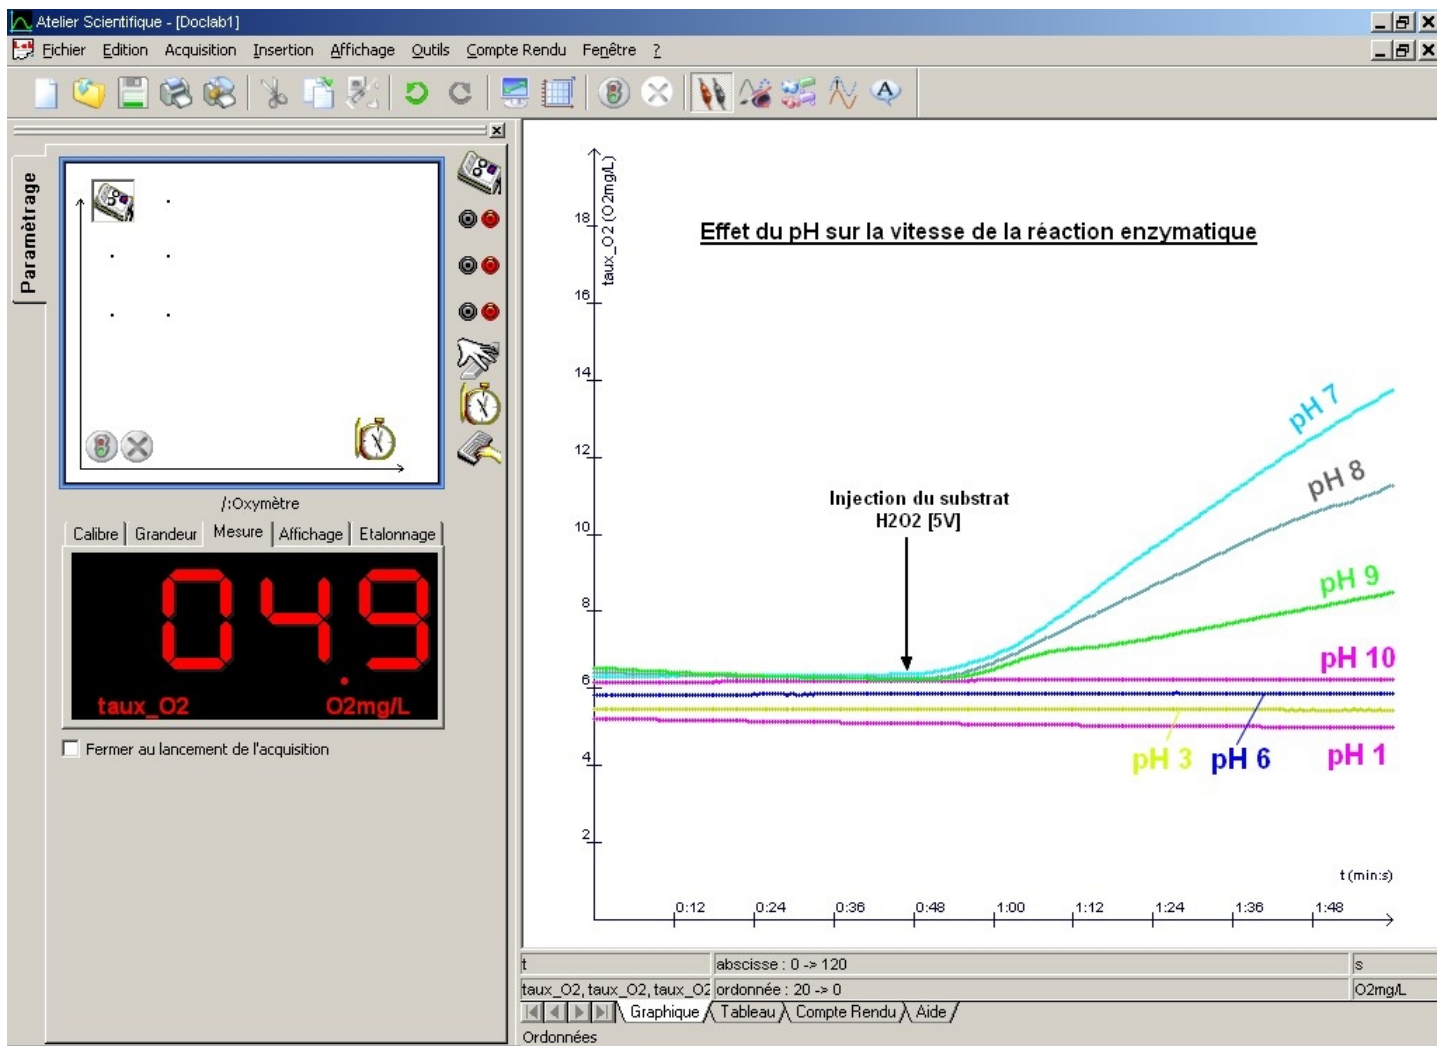 Atelier Scientifique - [Doclab1]
Fichier Edition Acquisition Insertion Affichage Outils Compte Rendu Fenêtre ?
Paramètrage
/:Oxymètre
Calibre Grandeur Mesure Affichage Etalonnage
04.9
taux_O2 O2mg/L
Fermer au lancement de l'acquisition
taux_O2 (O2mg/L)
Effet du pH sur la vitesse de la réaction enzymatique
18
16
14
12
10
8
6
4
2
Injection du substrat
H2O2 [5V]
pH 7
pH 8
pH 9
pH 10
pH 3 pH 6 pH 1
t (min:s)
0:12 0:24 0:36 0:48 1:00 1:12 1:24 1:36 1:48
t abscisse : 0 -> 120 s
taux_O2, taux_O2, taux_O2 ordonnée : 20 -> 0 O2mg/L
Graphique Tableau Compte Rendu Aide
Ordonnées